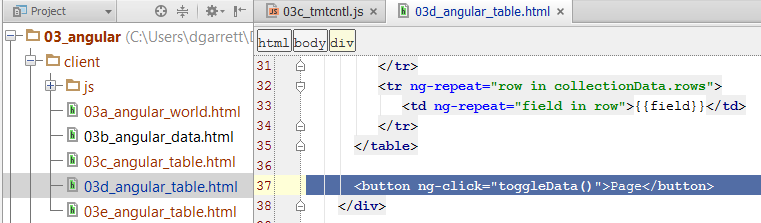 Project
03c_tmtcntl.js
03d_angular_table.html
03_angular (C:\Users\dgarrett\
client
js
03a_angular_world.html
03b_angular_data.html
03c_angular_table.html
03d_angular_table.html
03e_angular_table.html
html body div
31 </tr>
32 <tr ng-repeat="row in collectionData.rows">
33 <td ng-repeat="field in row">{{field}}</td>
34 </tr>
35 </table>
36
37 <button ng-click="toggleData()">Page</button>
38 </div>